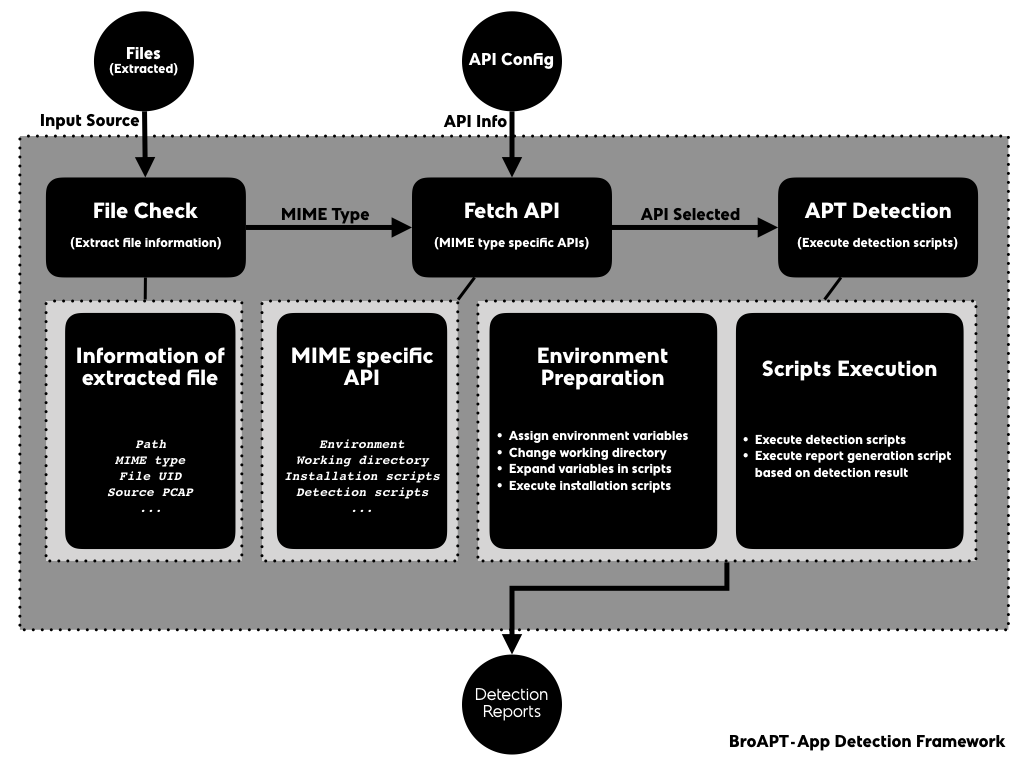 Files
(Extracted)
API Config
Input Source
API Info
File Check
(Extract file information)
MIME Type
Fetch API
(MIME type specific APIs)
API Selected
APT Detection
(Execute detection scripts)
Information of
extracted file
Path
MIME type
File UID
Source PCAP
...
MIME specific
API
Environment
Working directory
Installation scripts
Detection scripts
...
Environment
Preparation
• Assign environment variables
• Change working directory
• Expand variables in scripts
• Execute installation scripts
Scripts Execution
• Execute detection scripts
• Execute report generation script
based on detection result
Detection
Reports
BroAPT-App Detection Framework